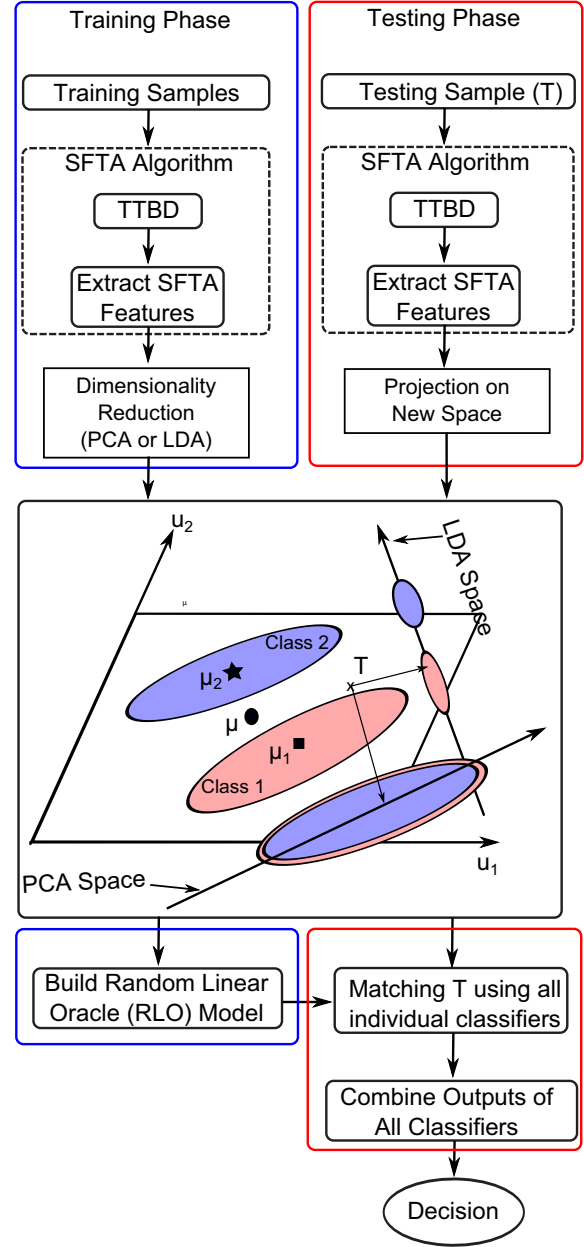 Training Phase
Training Samples
SFTA Algorithm
TTBD
Extract SFTA
Features
Dimensionality
Reduction
(PCA or LDA)
Testing Phase
Testing Sample (T)
SFTA Algorithm
TTBD
Extract SFTA
Features
Projection on
New Space
u2
LDA Space
μ
Class 2
μ2
T
μ
μ1
Class 1
u1
PCA Space
Build Random Linear
Oracle (RLO) Model
Matching T using all
individual classifiers
Combine Outputs of
All Classifiers
Decision